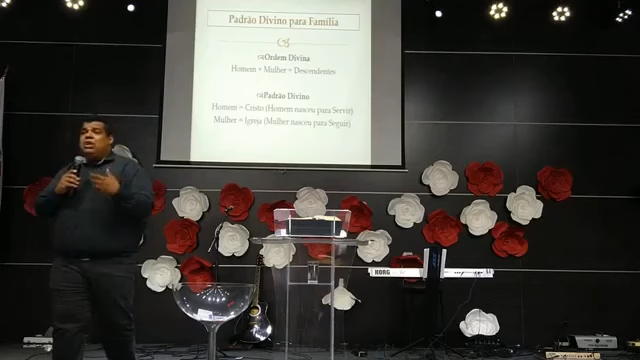 Padrão Divino para Família
Ordem Divina
Homem + Mulher = Descendentes
Padrão Divino
Homem = Cristo (Homem nasceu para Servir)
Mulher = Igreja (Mulher nasceu para Seguir)
KORG